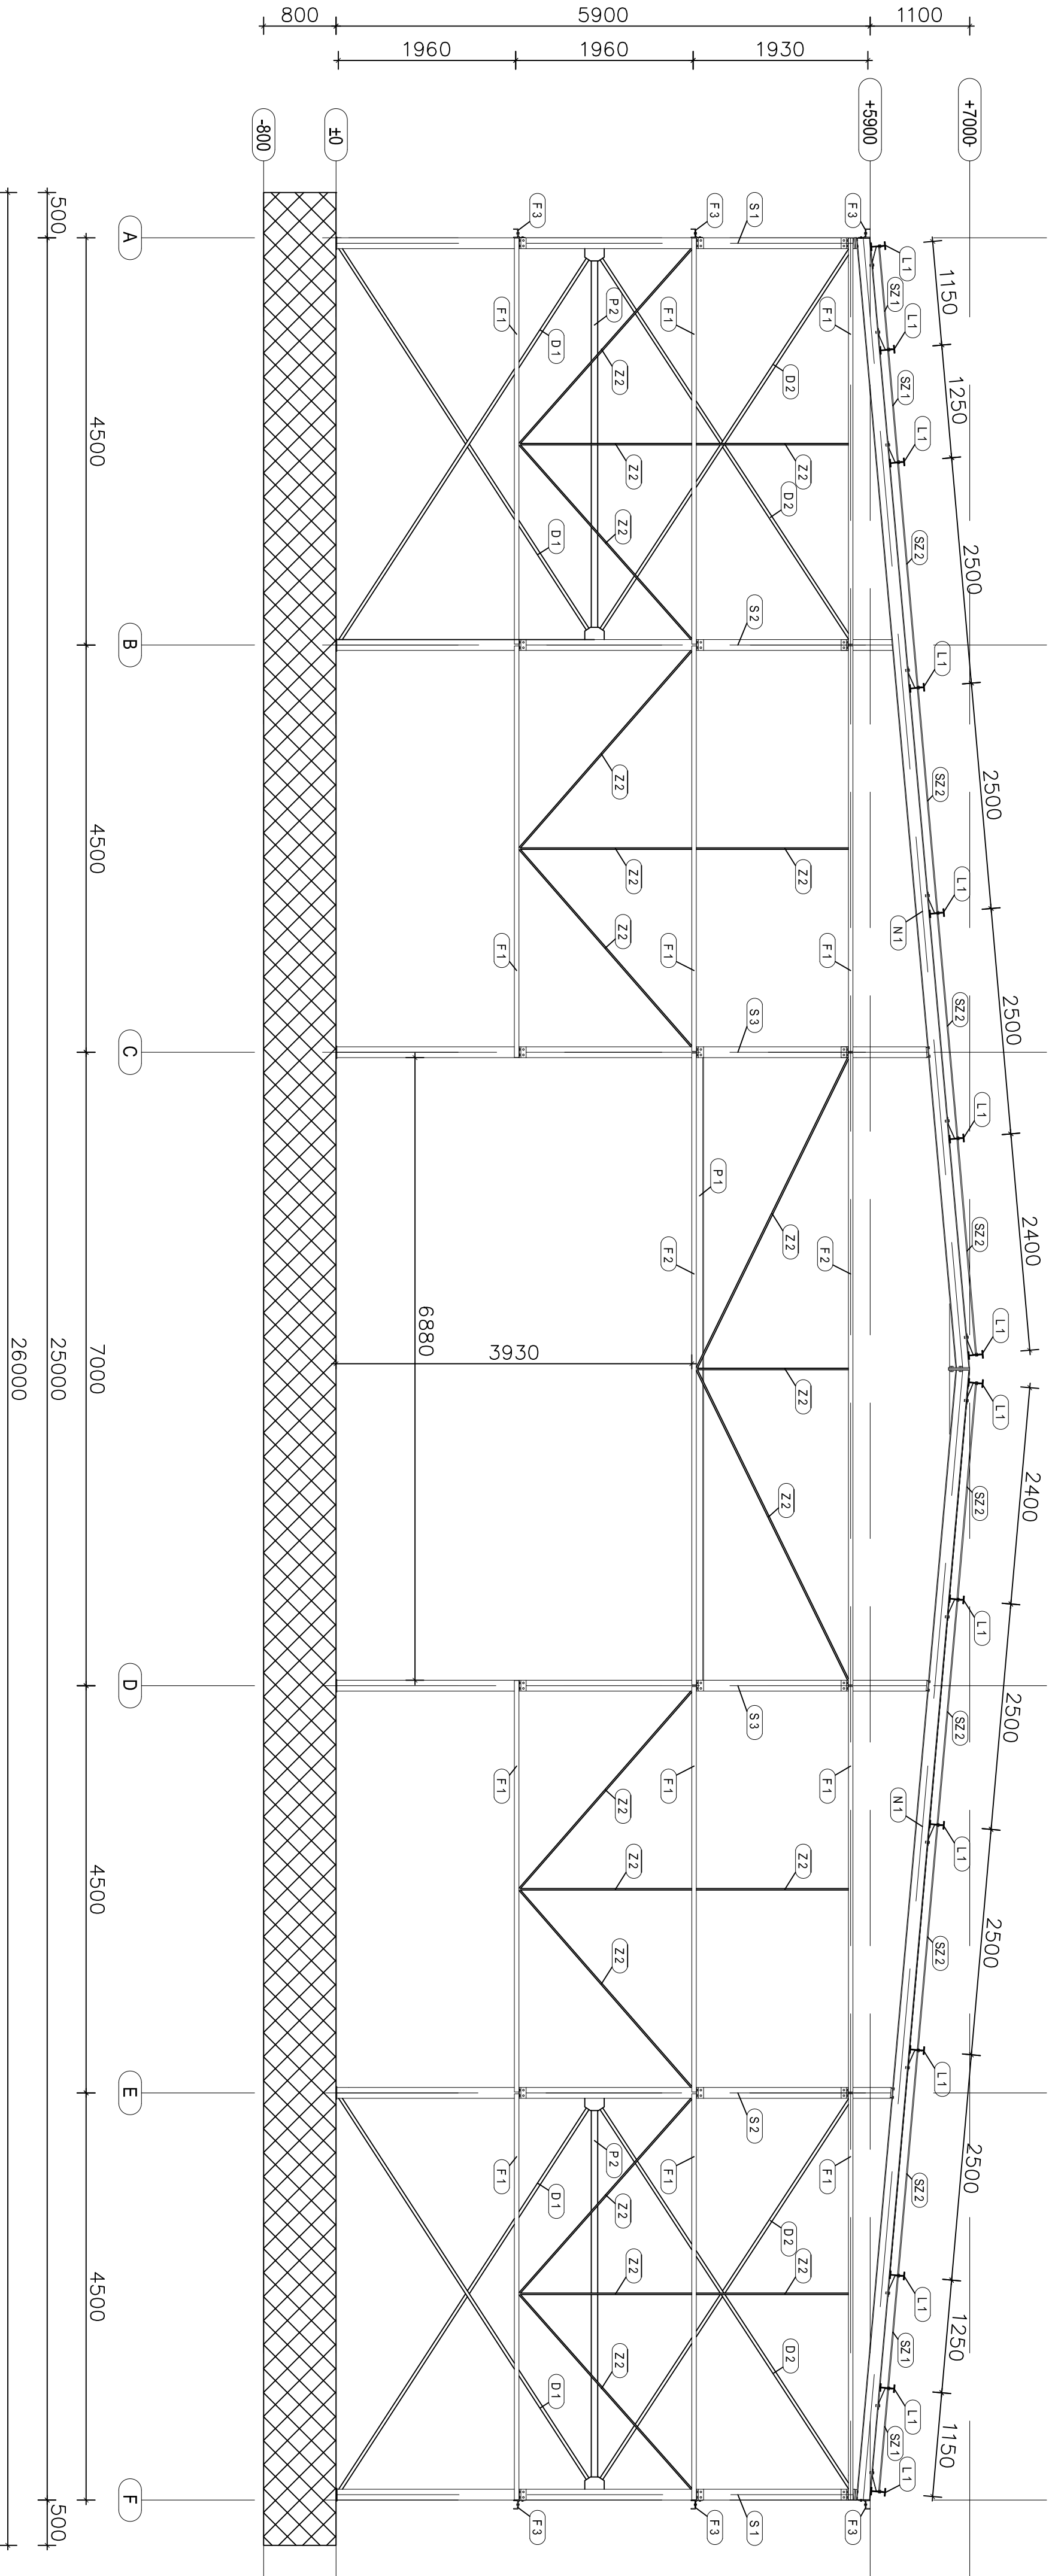 1150 1250 2500 2500 2500 2400 2400 2500 2500 2500 1250 1150
L1 L1 L1 L1 L1 L1 L1 L1 L1 L1 L1 L1 L1 L1
SZ1 SZ1 SZ2 SZ2 SZ2 SZ2 SZ2 SZ2 SZ2 SZ2 SZ1 SZ1
1100 +7000
N1 N1
+5900
F3 F1 F1 F2 F1 F1 F3
5900 1930
D2 Z2 D2 Z2 Z2 Z2 Z2 Z2 D2 Z2 D2
S1 S2 S3 S3 S2 S1
P1
F3 F1 F1 F2 F1 F1 F3
1960
P2 Z2 Z2 Z2 Z2 Z2 Z2 Z2 Z2 Z2 P2 Z2 Z2 Z2
D1 D1 D1 D1
3930
F3 F1 F1 F1 F1 F3
1960
6880
±0
800
-800
A B C D E F
4500 4500 7000 4500 4500
500 25000 500
26000